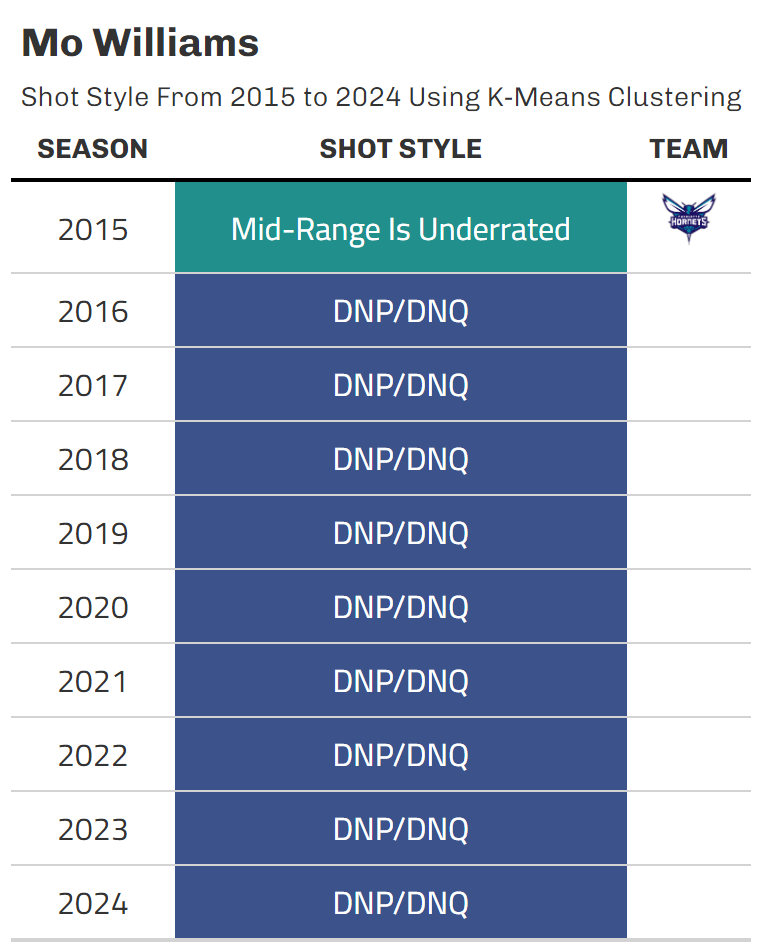 Mo Williams
Shot Style From 2015 to 2024 Using K-Means Clustering
SEASON SHOT STYLE TEAM
2015 Mid-Range Is Underrated HORNETS
2016 DNP/DNQ
2017 DNP/DNQ
2018 DNP/DNQ
2019 DNP/DNQ
2020 DNP/DNQ
2021 DNP/DNQ
2022 DNP/DNQ
2023 DNP/DNQ
2024 DNP/DNQ